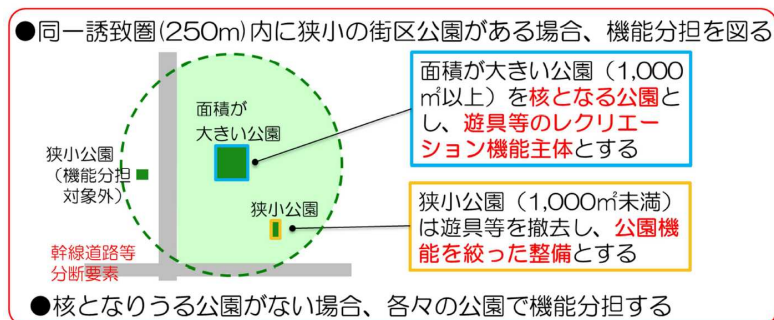 ●同一誘致圏(250m)内に狭小の街区公園がある場合、機能分担を図る
面積が
大きい公園
狭小公園
（機能分担
対象外）
狭小公園
幹線道路等
分断要素
面積が大きい公園（1,000
㎡以上）を核となる公園と
し、遊具等のレクリエー
ション機能主体とする
狭小公園（1,000㎡未満）
は遊具等を撤去し、公園機
能を絞った整備とする
●核となりうる公園がない場合、各々の公園で機能分担する